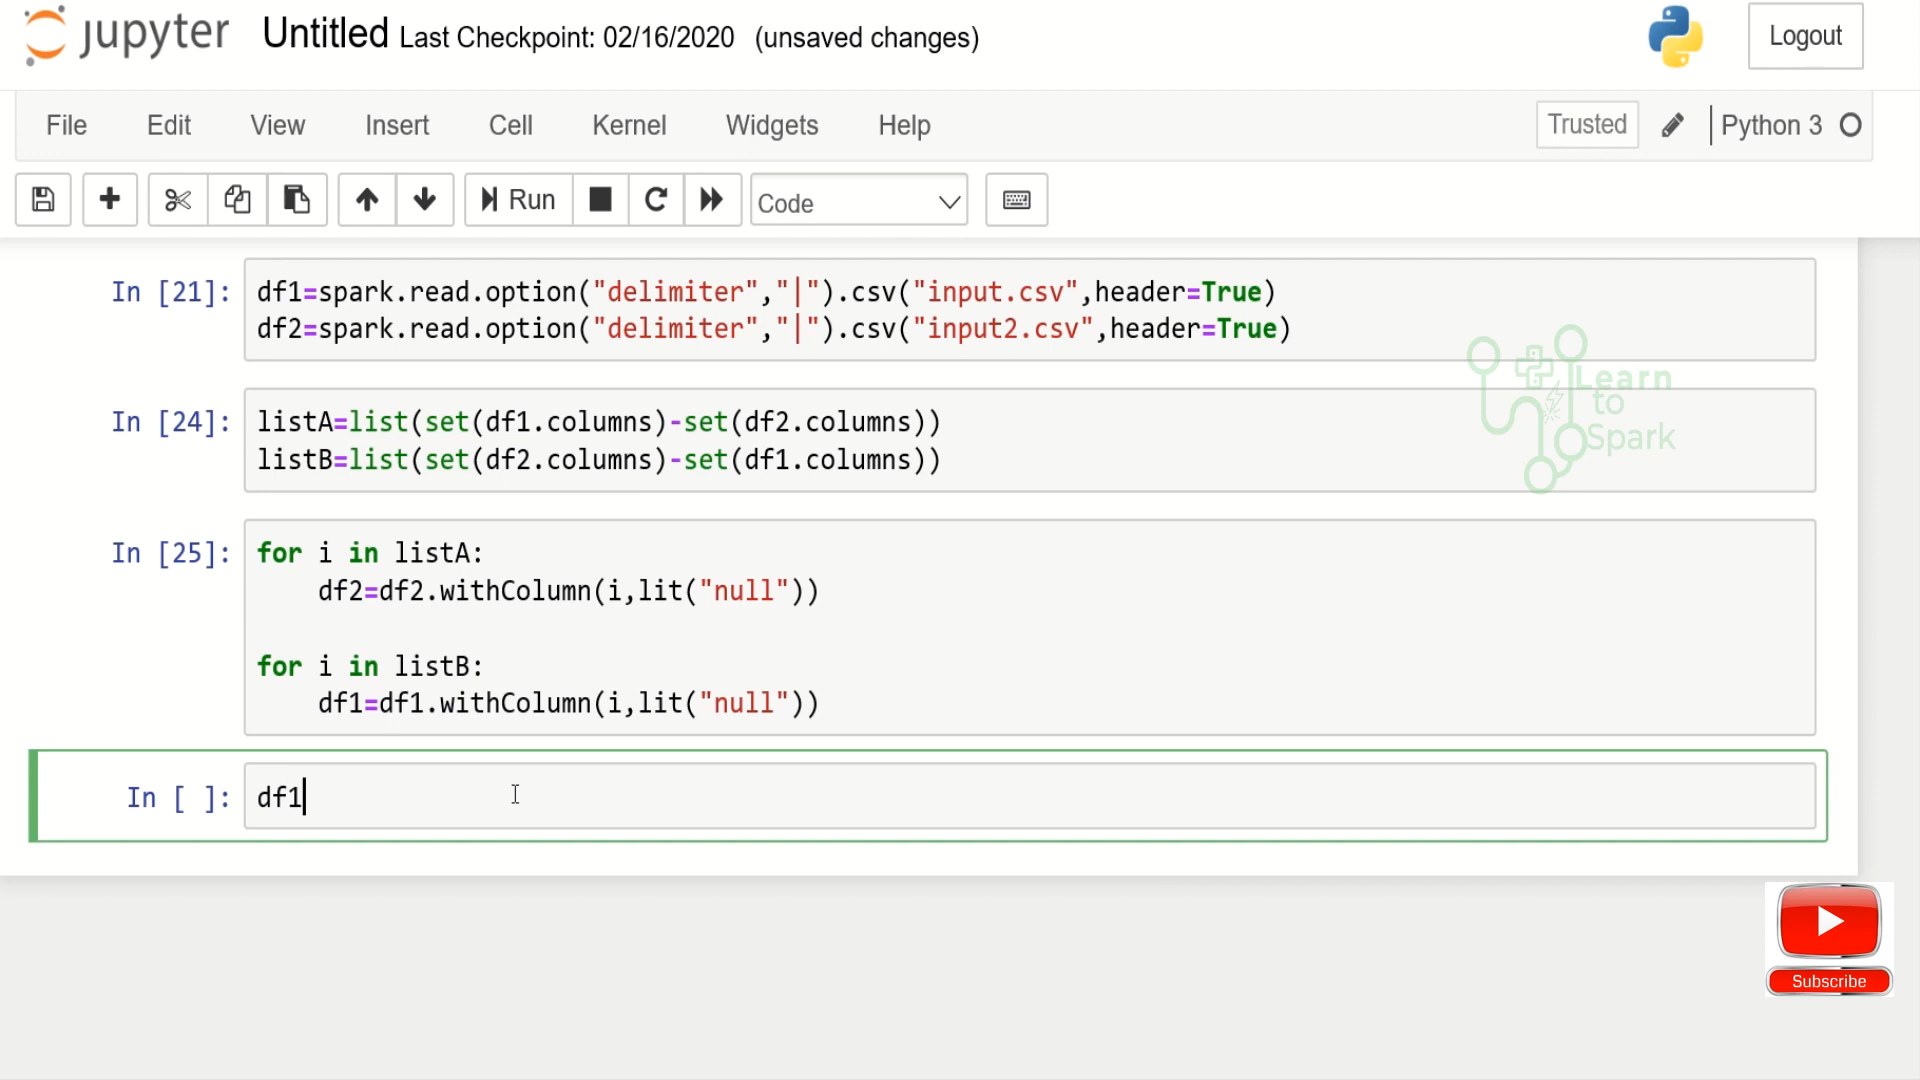 jupyter Untitled Last Checkpoint: 02/16/2020 (unsaved changes) Logout
File Edit View Insert Cell Kernel Widgets Help Trusted Python 3
Run Code
In [21]: df1=spark.read.option("delimiter","|").csv("input.csv",header=True)
df2=spark.read.option("delimiter","|").csv("input2.csv",header=True)
Learn
to
Spark
In [24]: listA=list(set(df1.columns)-set(df2.columns))
listB=list(set(df2.columns)-set(df1.columns))
In [25]: for i in listA:
    df2=df2.withColumn(i,lit("null"))
for i in listB:
    df1=df1.withColumn(i,lit("null"))
In [ ]: df1
Subscribe